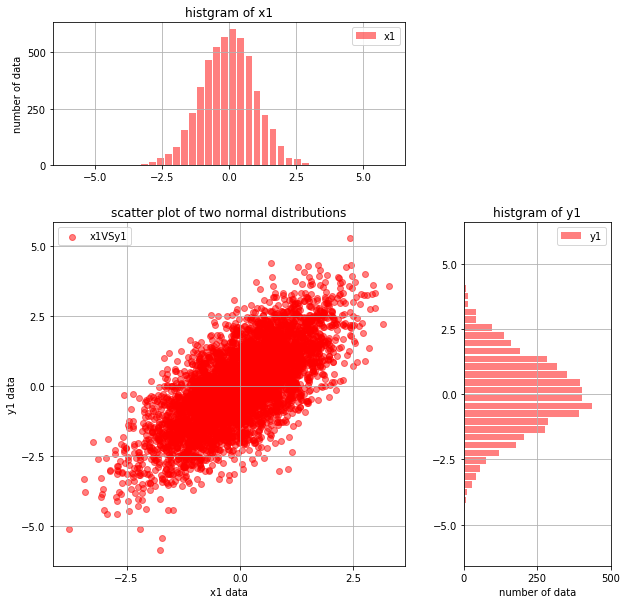 histgram of x1
number of data
500
250
0
x1
−5.0
−2.5
0.0
2.5
5.0
scatter plot of two normal distributions
y1 data
5.0
2.5
0.0
−2.5
−5.0
x1VSy1
−2.5
0.0
2.5
x1 data
histgram of y1
y1
5.0
2.5
0.0
−2.5
−5.0
0
250
500
number of data